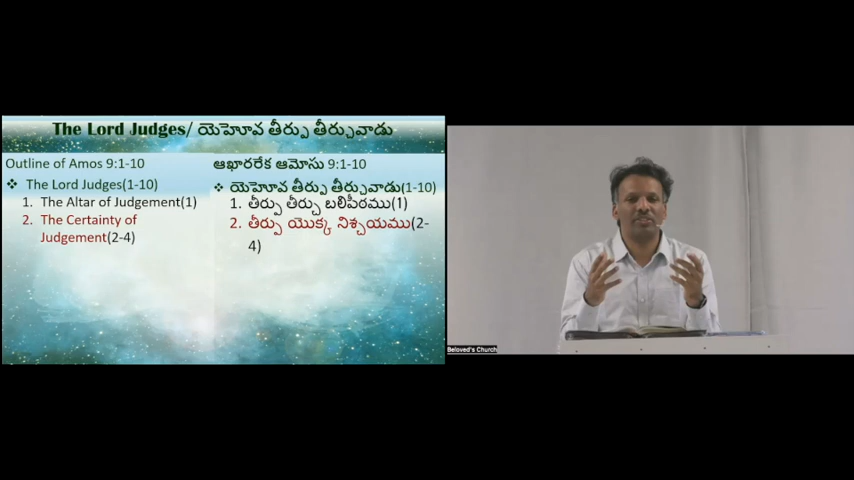 The Lord Judges/ యెహెూవ తీర్పు తీర్చువాడు
Outline of Amos 9:1-10
❖ The Lord Judges(1-10)
1. The Altar of Judgement(1)
2. The Certainty of
Judgement(2-4)
ఆఖారరేక ఆమోసు 9:1-10
❖ యెహెూవ తీర్పు తీర్చువాడు(1-10)
1. తీర్పు తీర్చు బలిపీఠము(1)
2. తీర్పు యొక్క నిశ్చయము(2-
4)
Beloved's Church